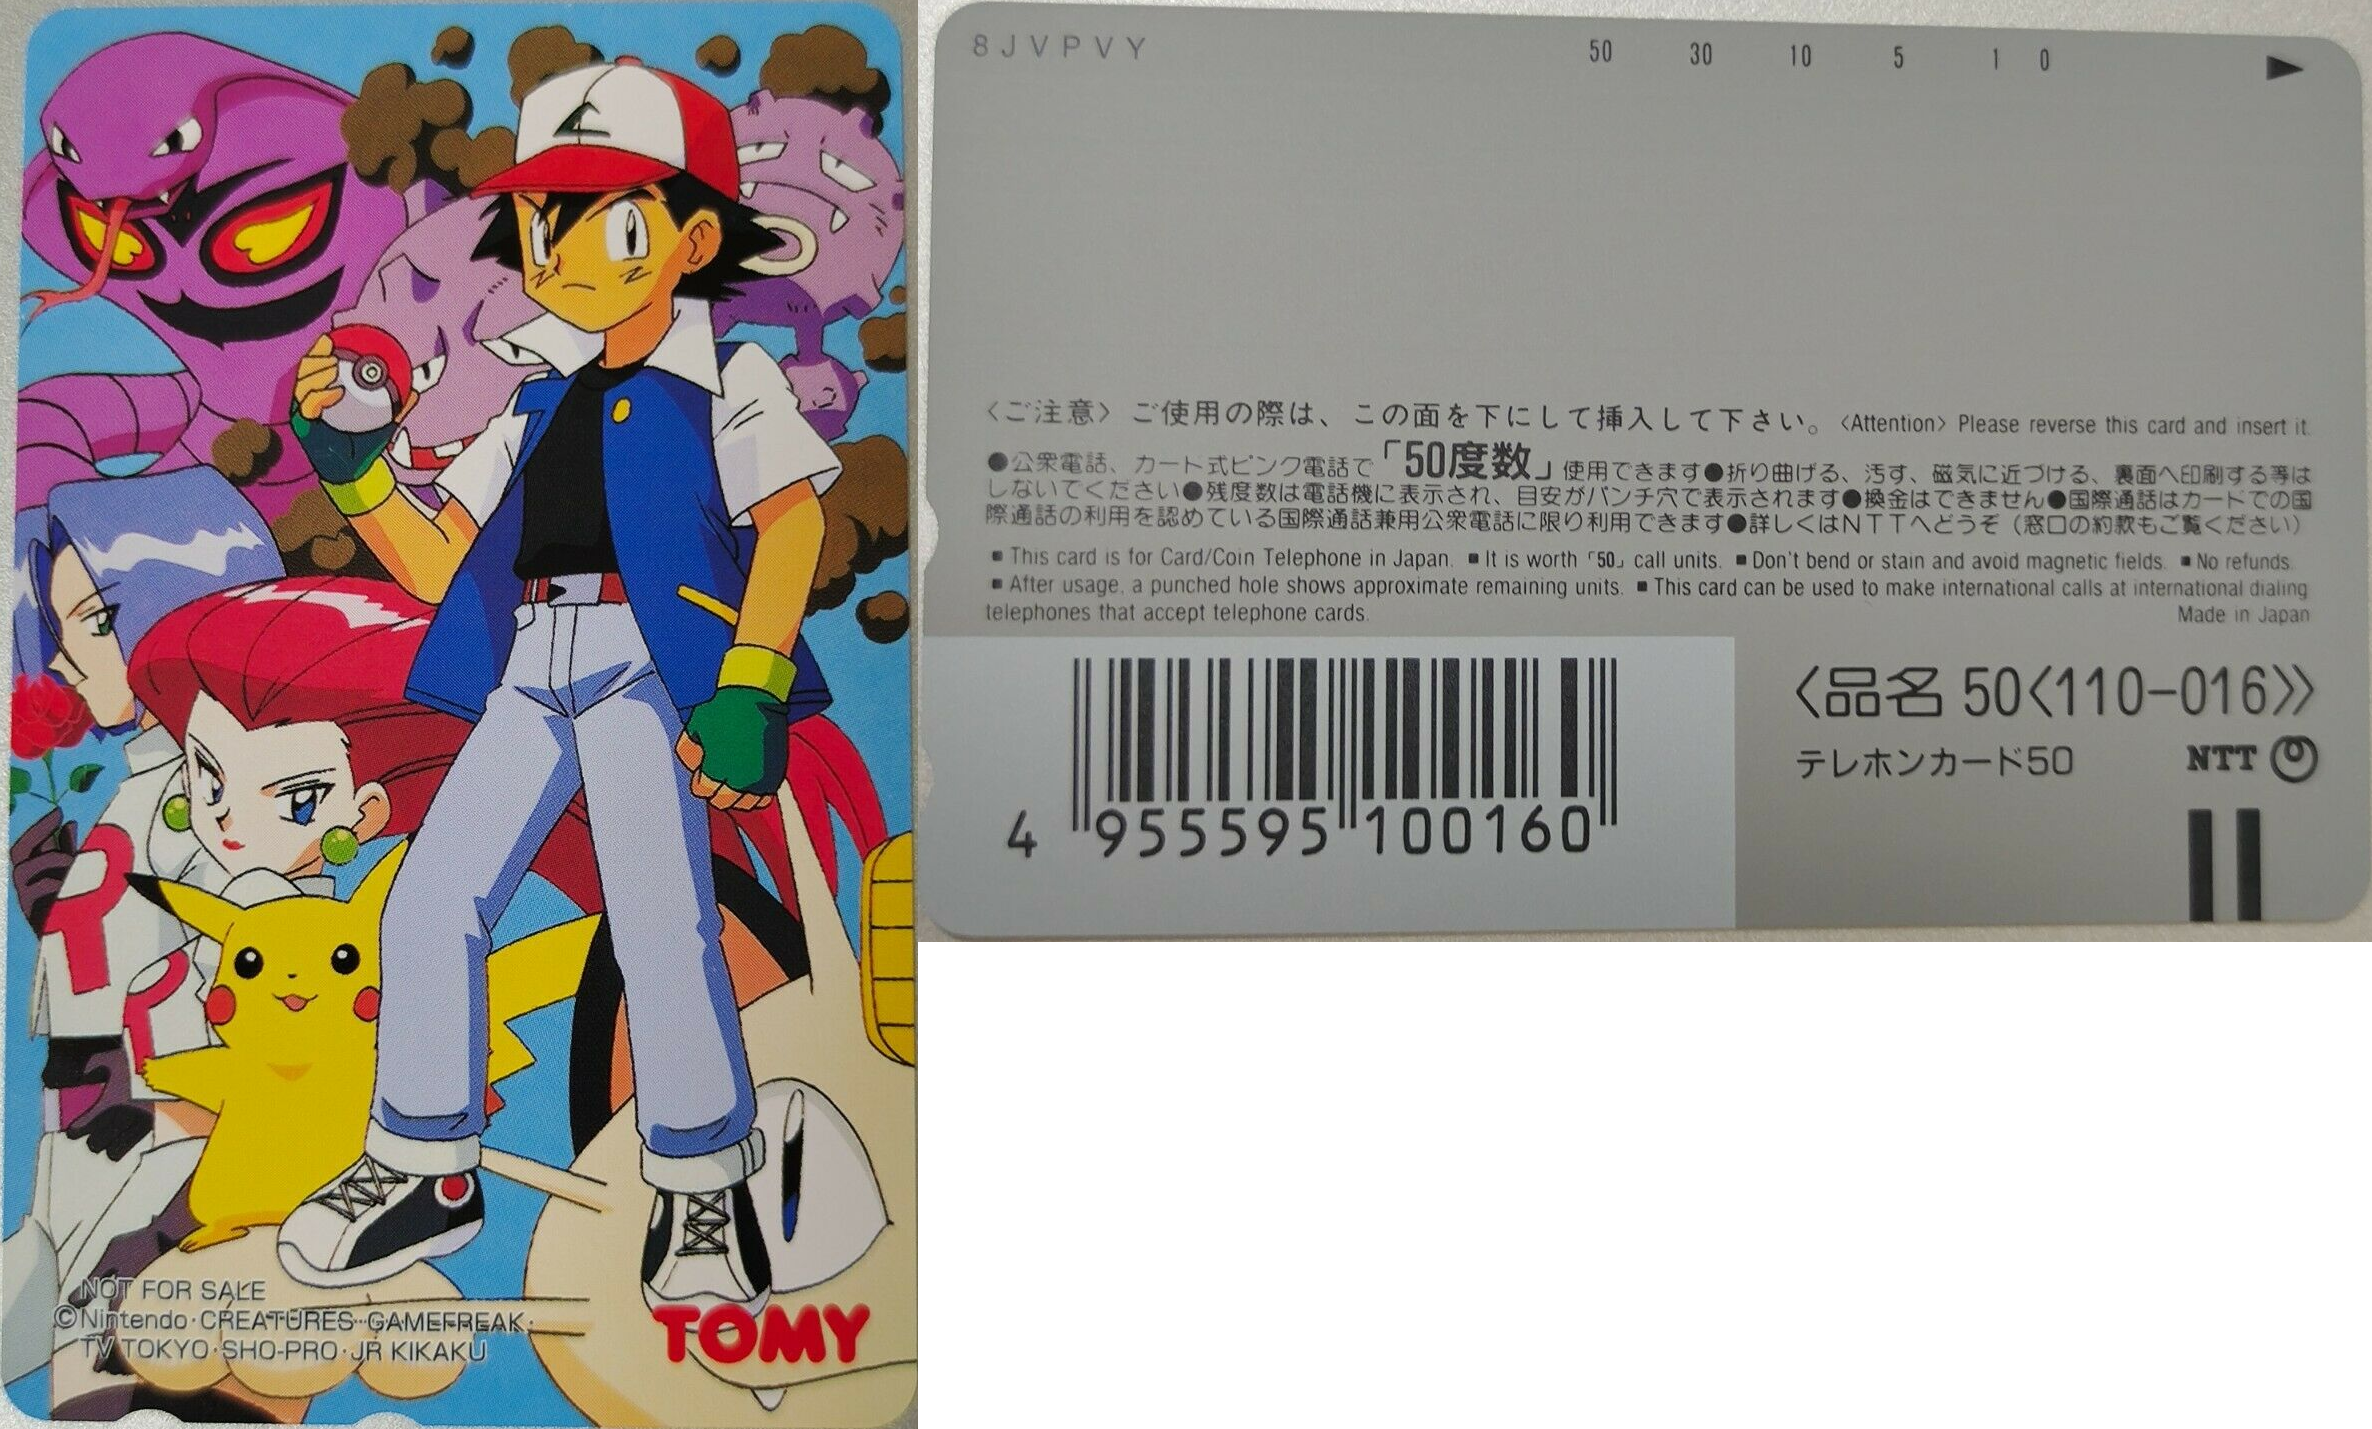 NOT FOR SALE
©Nintendo・CREATURES・GAMEFREAK・
TV TOKYO・SHO-PRO・JR KIKAKU
TOMY
8JVPVY
50 30 10 5 1 0
〈ご注意〉ご使用の際は、この面を下にして挿入して下さい。〈Attention〉Please reverse this card and insert it.
●公衆電話、カード式ピンク電話で「50度数」使用できます●折り曲げる、汚す、磁気に近づける、裏面へ印刷する等は
しないでください●残度数は電話機に表示され、目安がパンチ穴で表示されます●換金はできません●国際通話はカードでの国
際通話の利用を認めている国際通話兼用公衆電話に限り利用できます●詳しくはNTTへどうぞ（窓口の約款もご覧ください）
■This card is for Card/Coin Telephone in Japan. ■It is worth「50」call units. ■Don't bend or stain and avoid magnetic fields. ■No refunds.
■After usage, a punched hole shows approximate remaining units. ■This card can be used to make international calls at international dialing
telephones that accept telephone cards.
Made in Japan
〈品名 50〈110-016〉〉
テレホンカード50
NTT
4 955595 100160